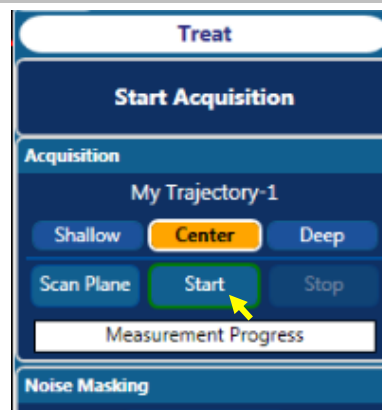 Treat
Start Acquisition
Acquisition
My Trajectory-1
Shallow Center Deep
Scan Plane Start Stop
Measurement Progress
Noise Masking